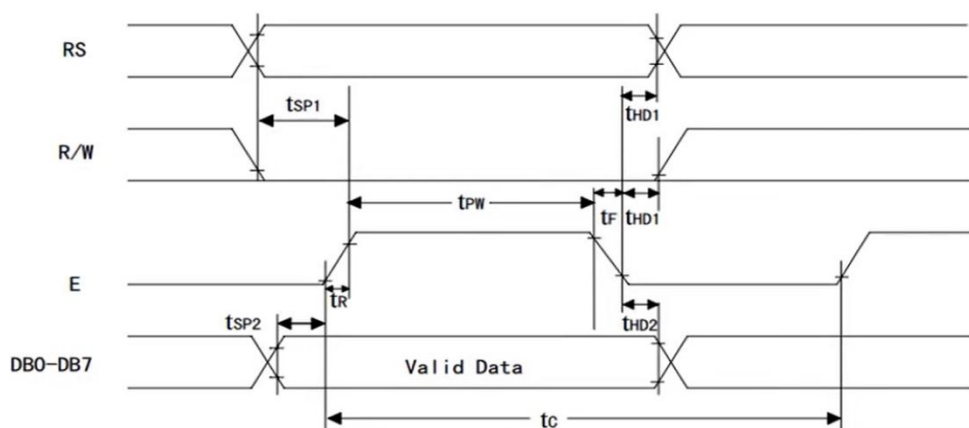 RS
tSP1
tHD1
R/W
tPW
tF
tHD1
E
tR
tSP2
tHD2
DB0-DB7
Valid Data
tC